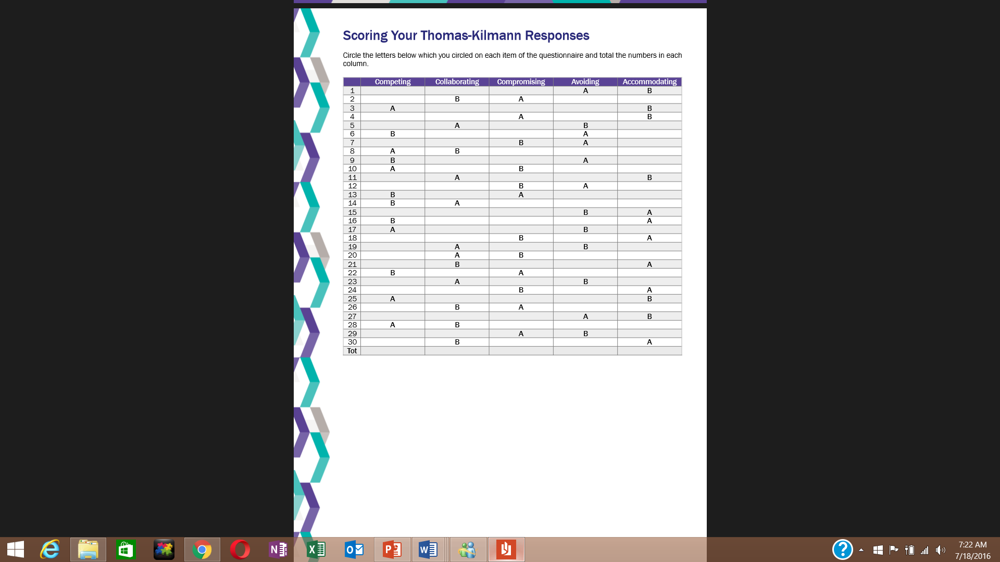 Scoring Your Thomas-Kilmann Responses
Circle the letters below which you circled on each item of the questionnaire and total the numbers in each
column.
Competing Collaborating Compromising Avoiding Accommodating
1 A B
2 B A
3 A B
4 A B
5 A B
6 B A
7 B A
8 A B
9 B A
10 A B
11 A B
12 B A
13 B A
14 B A
15 B A
16 B A
17 A B
18 B A
19 A B
20 A B
21 B A
22 B A
23 A B
24 B A
25 A B
26 B A
27 A B
28 A B
29 A B
30 B A
Tot
7:22 AM
7/18/2016